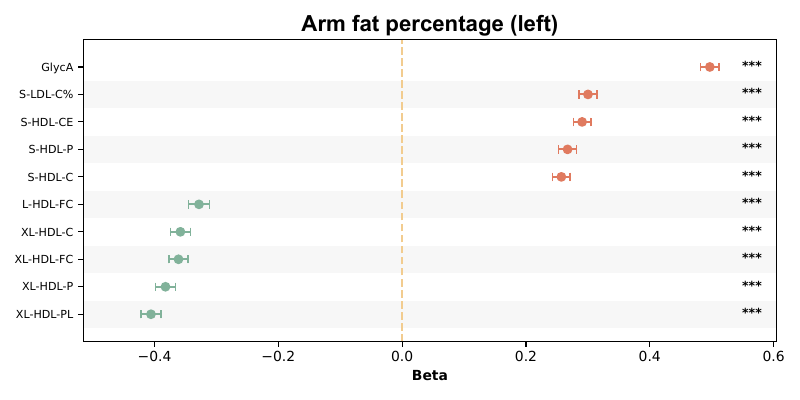 Arm fat percentage (left)
GlycA ***
S-LDL-C% ***
S-HDL-CE ***
S-HDL-P ***
S-HDL-C ***
L-HDL-FC ***
XL-HDL-C ***
XL-HDL-FC ***
XL-HDL-P ***
XL-HDL-PL ***
−0.4 −0.2 0.0 0.2 0.4 0.6
Beta